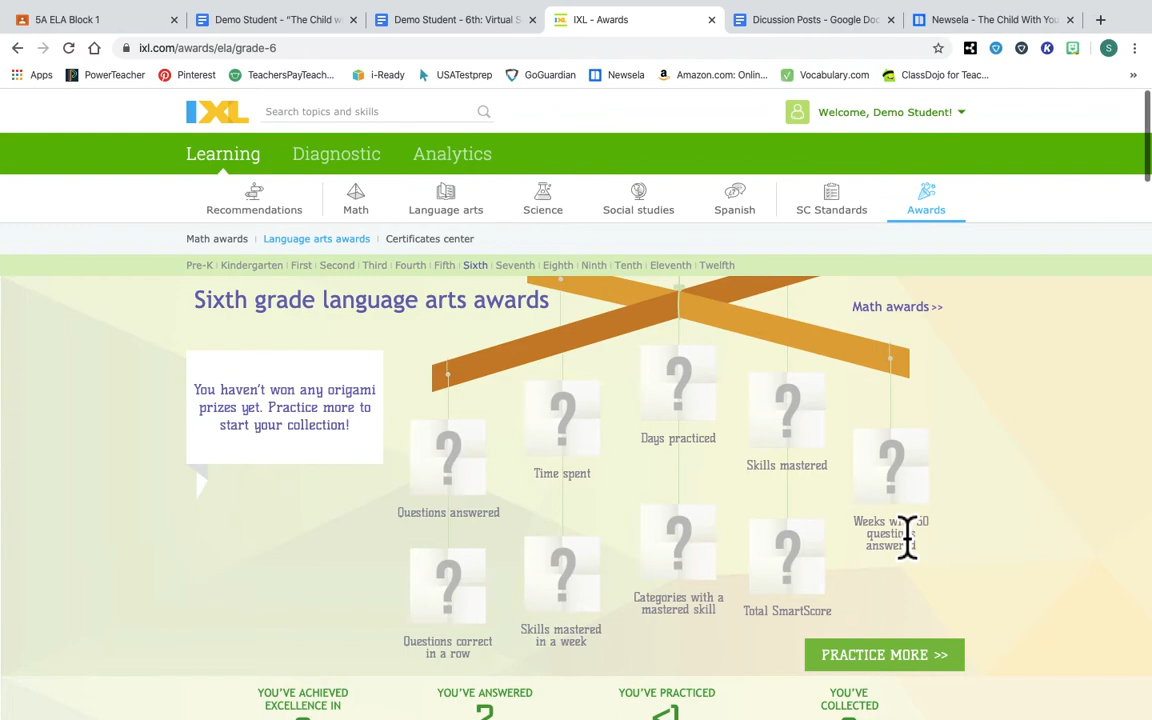 5A ELA Block 1
Demo Student - "The Child w
Demo Student - 6th: Virtual S
IXL - Awards
Dicussion Posts - Google Doc
Newsela - The Child With You
ixl.com/awards/ela/grade-6
S
Apps
PowerTeacher
Pinterest
TeachersPayTeach...
i-Ready
USATestprep
GoGuardian
Newsela
Amazon.com: Onlin...
Vocabulary.com
ClassDojo for Teac...
IXL
Search topics and skills
Welcome, Demo Student!
Learning
Diagnostic
Analytics
Recommendations
Math
Language arts
Science
Social studies
Spanish
SC Standards
Awards
Math awards
Language arts awards
Certificates center
Pre-K Kindergarten First Second Third Fourth Fifth Sixth Seventh Eighth Ninth Tenth Eleventh Twelfth
Sixth grade language arts awards
Math awards >>
You haven't won any origami
prizes yet. Practice more to
start your collection!
?
Questions answered
?
Time spent
?
Days practiced
?
Skills mastered
?
Weeks
answered
?
Questions correct
in a row
?
Skills mastered
in a week
?
Categories with a
mastered skill
?
Total SmartScore
PRACTICE MORE >>
YOU'VE ACHIEVED
EXCELLENCE IN
YOU'VE ANSWERED
YOU'VE PRACTICED
YOU'VE
COLLECTED